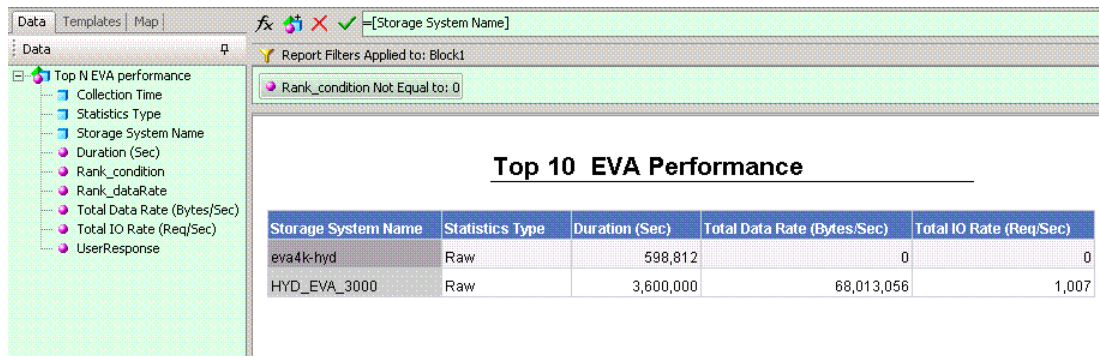 Data Templates Map
=[Storage System Name]
Data
Report Filters Applied to: Block1
Top N EVA performance
Collection Time
Statistics Type
Storage System Name
Duration (Sec)
Rank_condition
Rank_dataRate
Total Data Rate (Bytes/Sec)
Total IO Rate (Req/Sec)
UserResponse
Rank_condition Not Equal to: 0
Top 10 EVA Performance
Storage System Name Statistics Type Duration (Sec) Total Data Rate (Bytes/Sec) Total IO Rate (Req/Sec)
eva4k-hyd Raw 598,812 0 0
HYD_EVA_3000 Raw 3,600,000 68,013,056 1,007